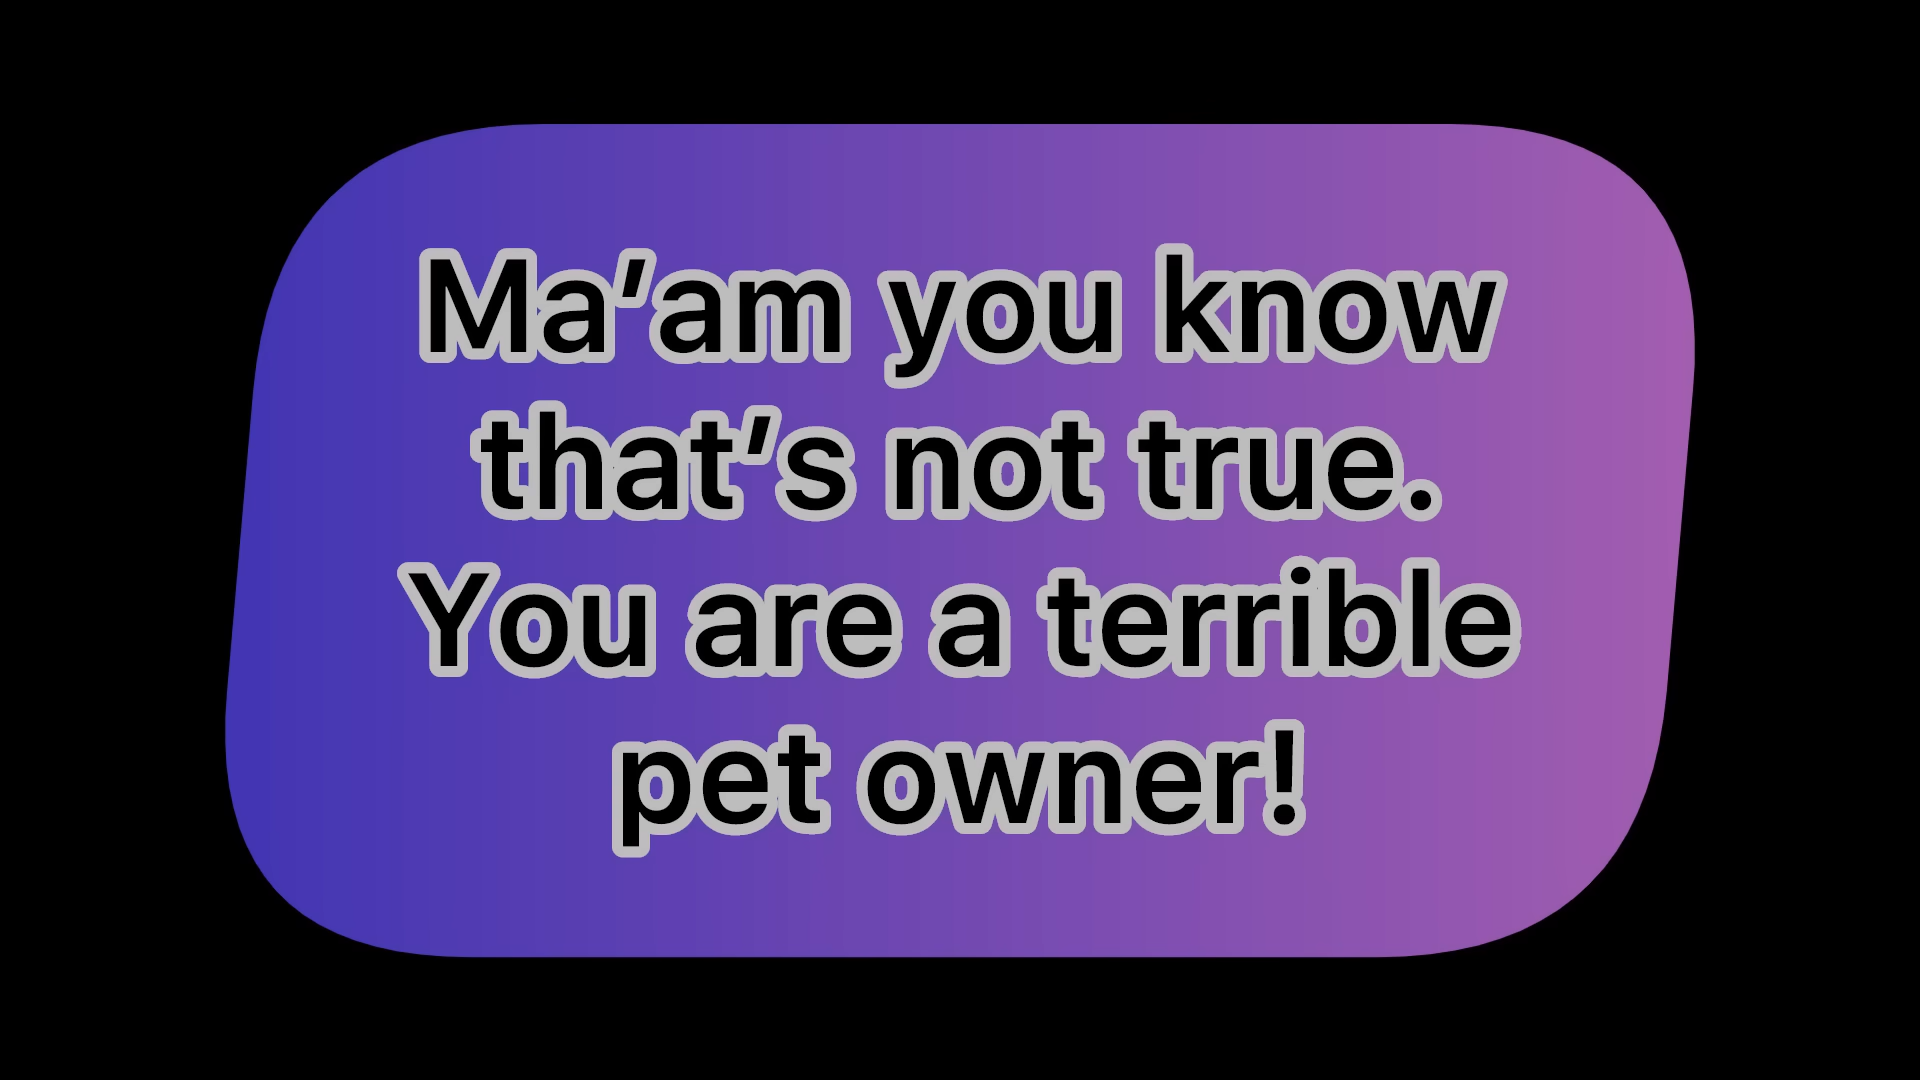 Ma’am you know
that’s not true.
You are a terrible
pet owner!